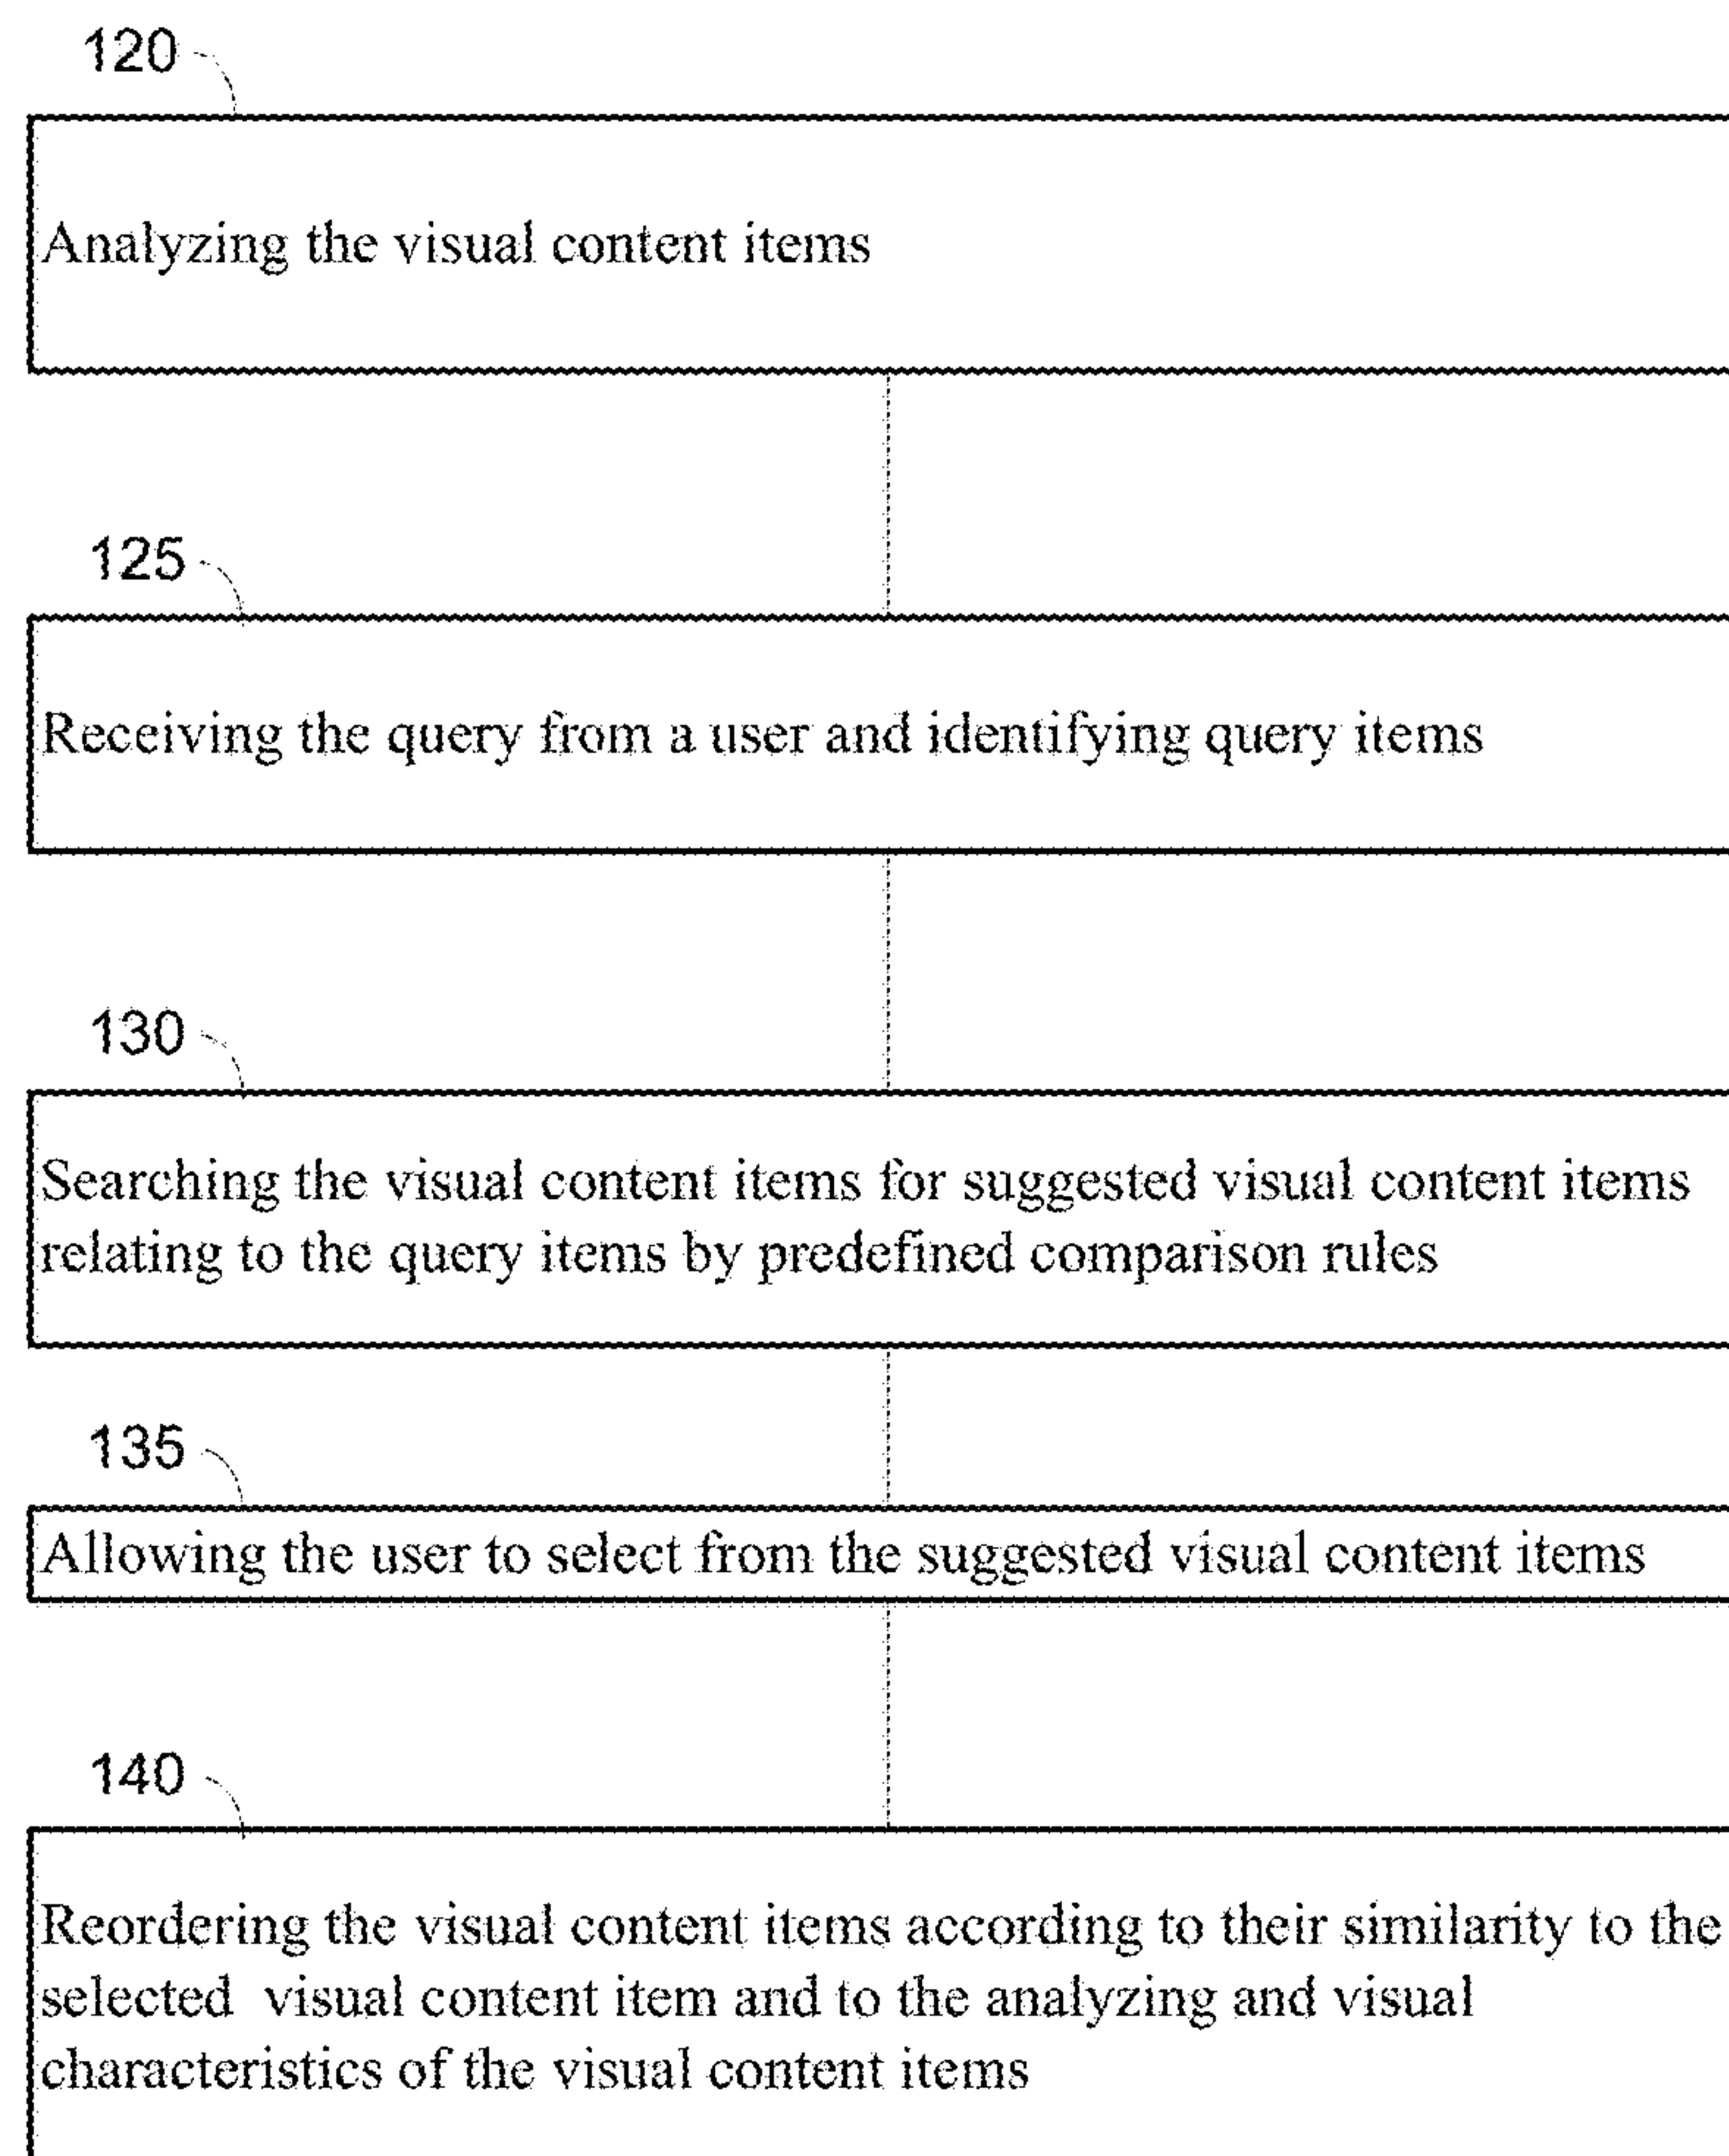 120
Analyzing the visual content items
125
Receiving the query from a user and identifying query items
130
Searching the visual content items for suggested visual content items
relating to the query items by predefined comparison rules
135
Allowing the user to select from the suggested visual content items
140
Reordering the visual content items according to their similarity to the
selected visual content item and to the analyzing and visual
characteristics of the visual content items